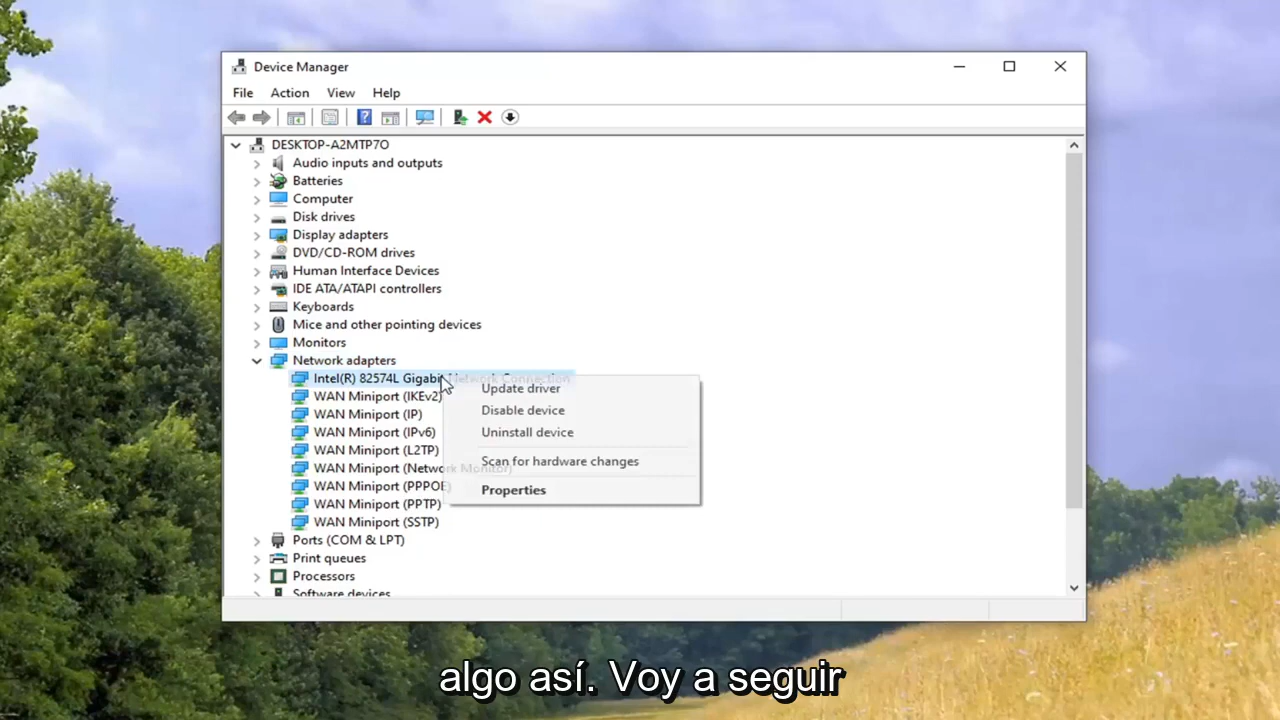 Device Manager
File Action View Help
DESKTOP-A2MTP7O
Audio inputs and outputs
Batteries
Computer
Disk drives
Display adapters
DVD/CD-ROM drives
Human Interface Devices
IDE ATA/ATAPI controllers
Keyboards
Mice and other pointing devices
Monitors
Network adapters
Intel(R) 82574L Gigabit Network Connection
WAN Miniport (IKEv2)
WAN Miniport (IP)
WAN Miniport (IPv6)
WAN Miniport (L2TP)
WAN Miniport (Network Monitor)
WAN Miniport (PPPOE)
WAN Miniport (PPTP)
WAN Miniport (SSTP)
Ports (COM & LPT)
Print queues
Processors
Software devices
Update driver
Disable device
Uninstall device
Scan for hardware changes
Properties
algo así. Voy a seguir